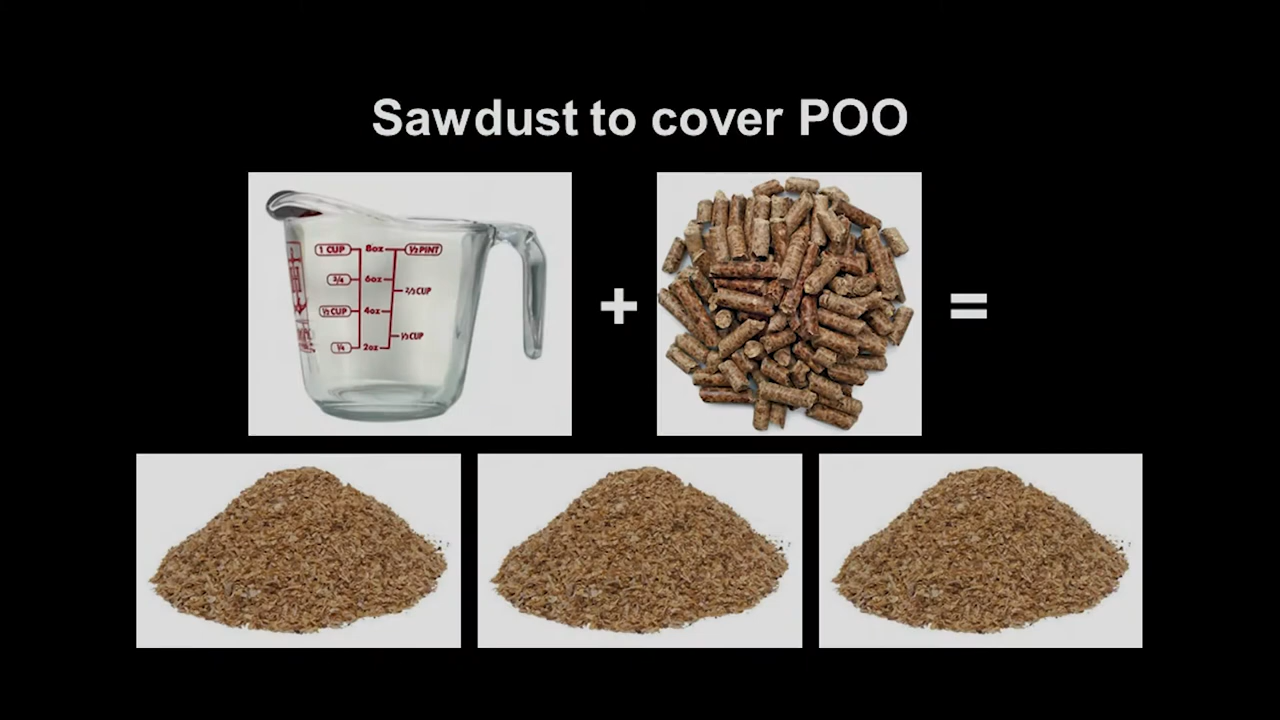 Sawdust to cover POO
1 CUP 8oz ½ PINT
¾ 6oz
⅔ CUP
½ CUP 4oz
⅓ CUP
¼ 2oz
+
=